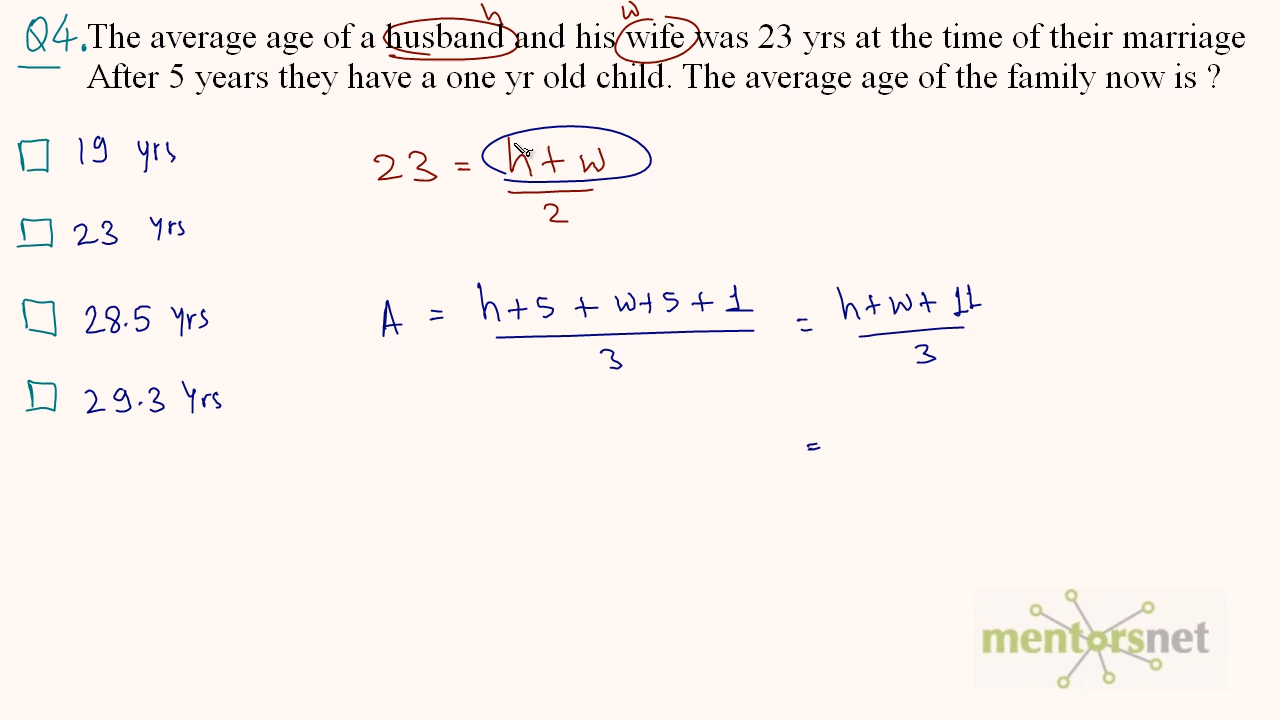 h w
Q4. The average age of a husband and his wife was 23 yrs at the time of their marriage
After 5 years they have a one yr old child. The average age of the family now is ?
19 yrs
23 = h + w
2
23 Yrs
28.5 Yrs
A = h+5 + w+5 + 1 = h+w+11
3 3
29.3 Yrs
=
mentorsnet